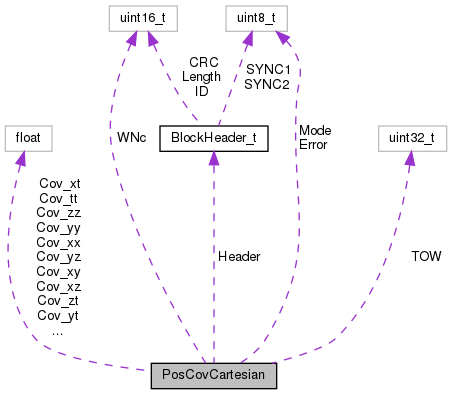 uint16_t
uint8_t
CRC
Length
ID
SYNC1
SYNC2
float
WNc
BlockHeader_t
Mode
Error
uint32_t
Cov_xt
Cov_tt
Cov_zz
Cov_yy
Cov_xx
Cov_yz
Cov_xy
Cov_xz
Cov_zt
Cov_yt
...
Header
TOW
PosCovCartesian